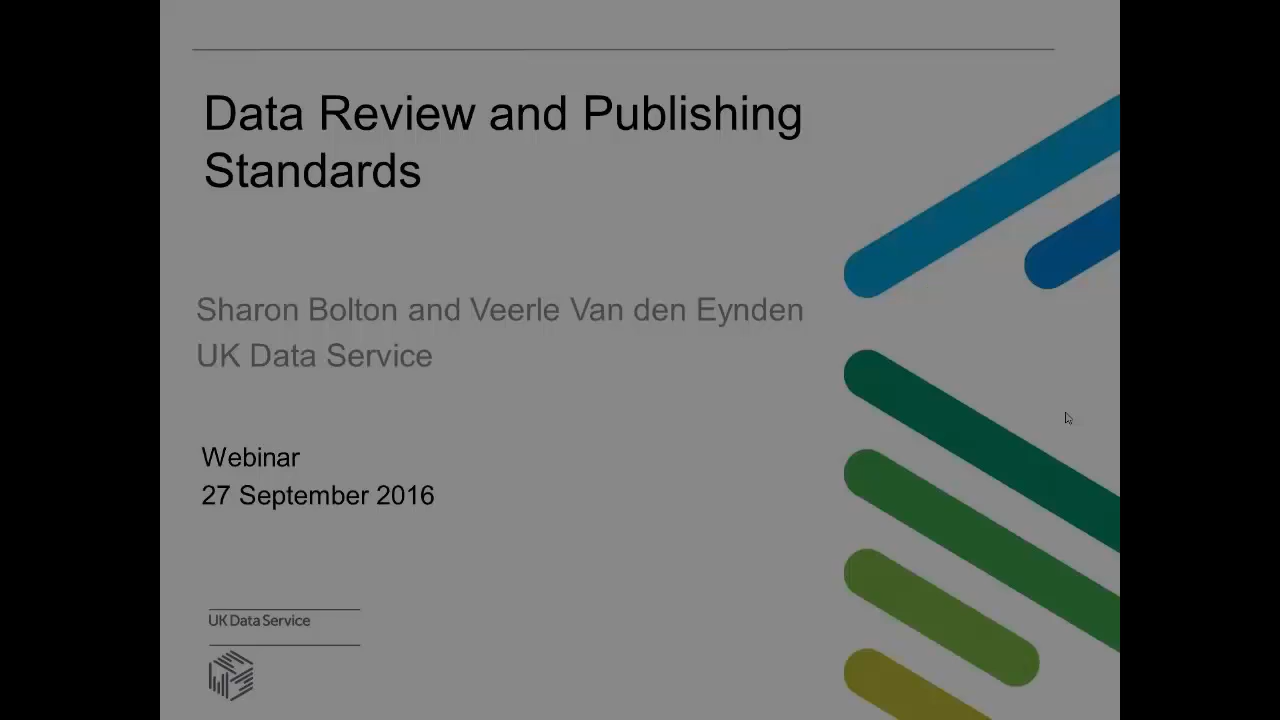 Data Review and Publishing
Standards
Sharon Bolton and Veerle Van den Eynden
UK Data Service
Webinar
27 September 2016
UK Data Service